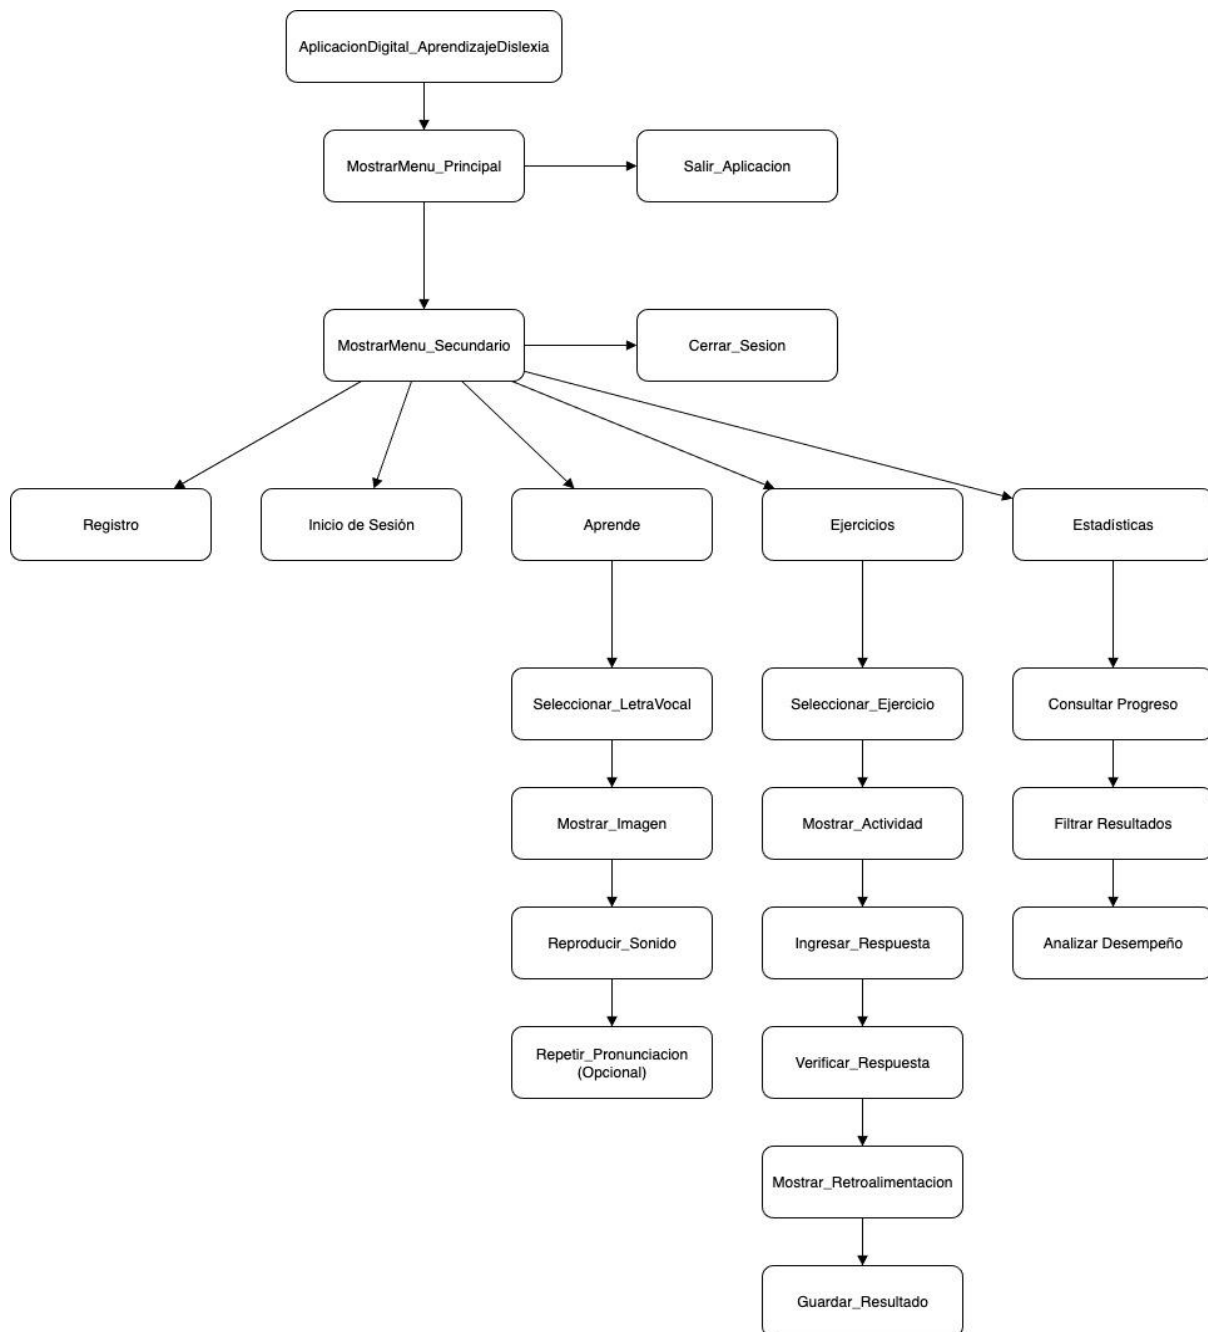 AplicacionDigital_AprendizajeDislexia
MostrarMenu_Principal
Salir_Aplicacion
MostrarMenu_Secundario
Cerrar_Sesion
Registro
Inicio de Sesión
Aprende
Ejercicios
Estadísticas
Seleccionar_LetraVocal
Seleccionar_Ejercicio
Consultar Progreso
Mostrar_Imagen
Mostrar_Actividad
Filtrar Resultados
Reproducir_Sonido
Ingresar_Respuesta
Analizar Desempeño
Repetir_Pronunciacion
(Opcional)
Verificar_Respuesta
Mostrar_Retroalimentacion
Guardar_Resultado